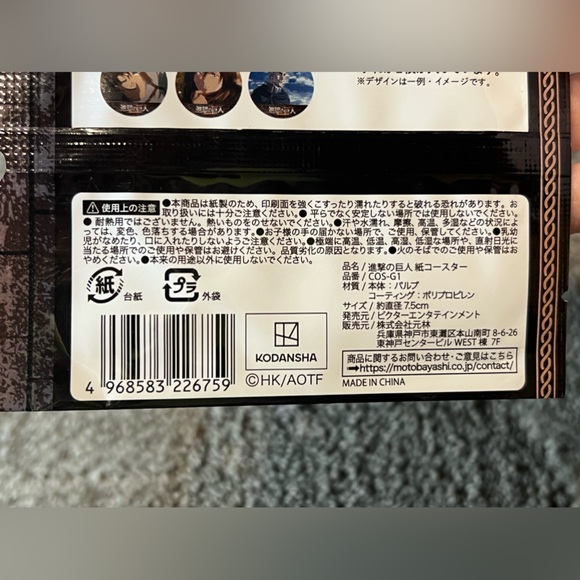 ※デザインは一例・イメージです。
進撃の巨人
使用上の注意 ●本商品は紙製のため、印刷面を強くこすったり濡れたりすると破れる恐れがあります。お
取り扱いには十分ご注意ください。● 平らでなく安定しない場所では使用しないでください。
● 耐熱用ではございません。熱いものをのせないでください。●汗や水濡れ、摩擦、高温、多湿などの状況によ
っては、変色、色落ちする場合があります。●お子様の手の届かない場所で、ご使用、保管してください。●乳幼
児がなめたり、口に入れたりしないようご注意ください。●極端に高温、低温、高湿、低湿な場所や、直射日光に
当たる場所でのご使用や保管はお避けください。品質劣化の原因となります。●火のそばでのご使用や保管はお
やめください。●本来の用途以外に使用しないでください。
紙 台紙
プラ 外袋
品名/進撃の巨人 紙コースター
品番/COS-G1
材質/本体:パルプ
コーティング:ポリプロピレン
サイズ/約直径7.5cm
発売元/ビクターエンタテインメント
販売元/株式会社元林
兵庫県神戸市東灘区本山南町 8-6-26
東神戸センタービル WEST 棟 7F
商品に関するお問い合わせ・ご意見はこちら
→https://motobayashi.co.jp/contact/
MADE IN CHINA
KODANSHA
©HK/AOTF
4 968583 226759